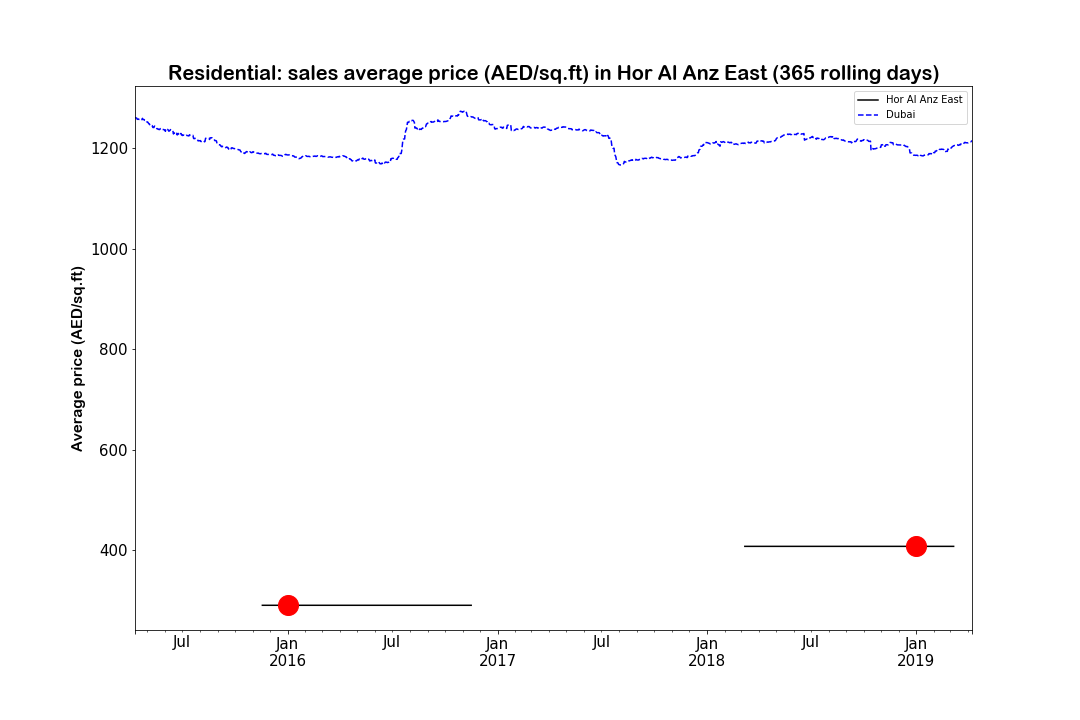 Residential: sales average price (AED/sq.ft) in Hor Al Anz East (365 rolling days)
Hor Al Anz East
Dubai
Average price (AED/sq.ft)
1200
1000
800
600
400
Jul Jan Jul Jan Jul Jan Jul Jan
2016 2017 2018 2019